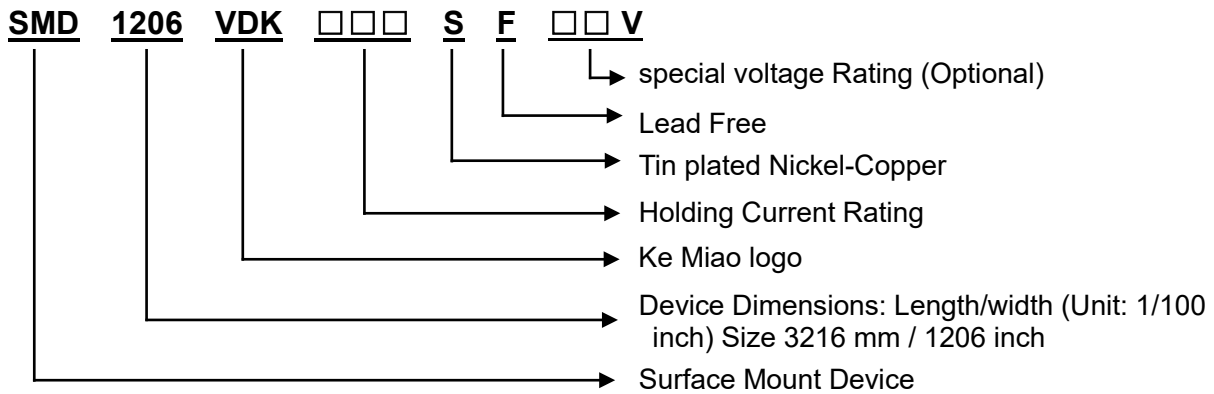 SMD 1206 VDK □□□ S F □□ V
special voltage Rating (Optional)
Lead Free
Tin plated Nickel-Copper
Holding Current Rating
Ke Miao logo
Device Dimensions: Length/width (Unit: 1/100
inch) Size 3216 mm / 1206 inch
Surface Mount Device